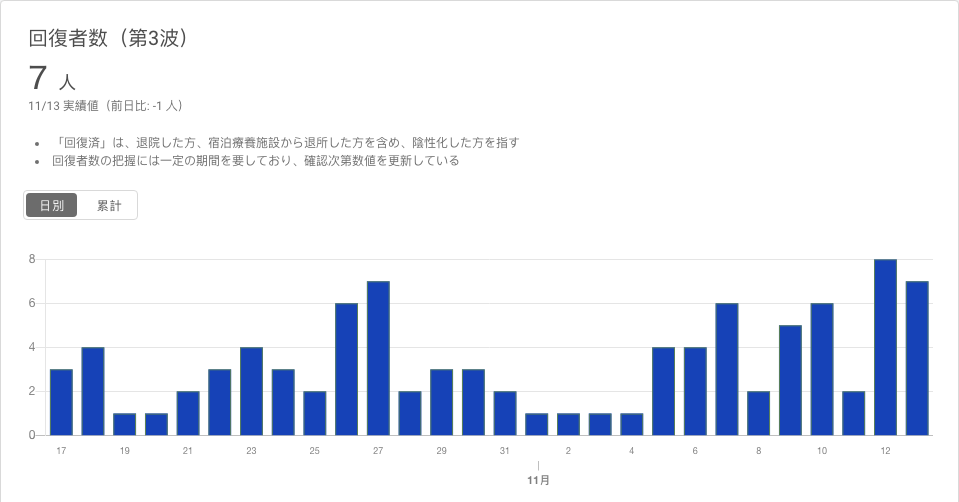 回復者数（第3波）
7 人
11/13 実績値（前日比: -1 人）
• 「回復済」は、退院した方、宿泊療養施設から退所した方を含め、陰性化した方を指す
• 回復者数の把握には一定の期間を要しており、確認次第数値を更新している
日別 累計
8
6
4
2
0
17 19 21 23 25 27 29 31 2 4 6 8 10 12
11月